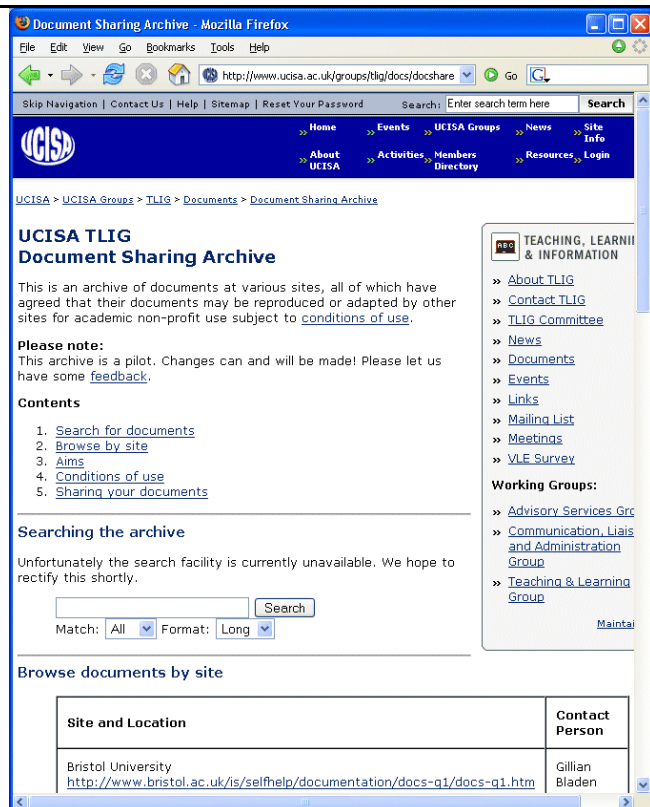 Document Sharing Archive - Mozilla Firefox
File Edit View Go Bookmarks Tools Help
http://www.ucisa.ac.uk/groups/tlig/docs/docshare Go G
Skip Navigation | Contact Us | Help | Sitemap | Reset Your Password Search: Enter search term here Search
UCISA
» Home » Events » UCISA Groups » News » Site Info
» About UCISA » Activities » Members Directory » Resources » Login
UCISA > UCISA Groups > TLIG > Documents > Document Sharing Archive
UCISA TLIG
Document Sharing Archive
This is an archive of documents at various sites, all of which have
agreed that their documents may be reproduced or adapted by other
sites for academic non-profit use subject to conditions of use.
Please note:
This archive is a pilot. Changes can and will be made! Please let us
have some feedback.
Contents
1. Search for documents
2. Browse by site
3. Aims
4. Conditions of use
5. Sharing your documents
Searching the archive
Unfortunately the search facility is currently unavailable. We hope to
rectify this shortly.
Search
Match: All Format: Long
Browse documents by site
Site and Location
Contact
Person
Bristol University
http://www.bristol.ac.uk/is/selfhelp/documentation/docs-q1/docs-q1.htm
Gillian
Bladen
ABC
TEACHING, LEARNI
& INFORMATION
» About TLIG
» Contact TLIG
» TLIG Committee
» News
» Documents
» Events
» Links
» Mailing List
» Meetings
» VLE Survey
Working Groups:
» Advisory Services Gro
» Communication, Liais
and Administration
Group
» Teaching & Learning
Group
Maintai